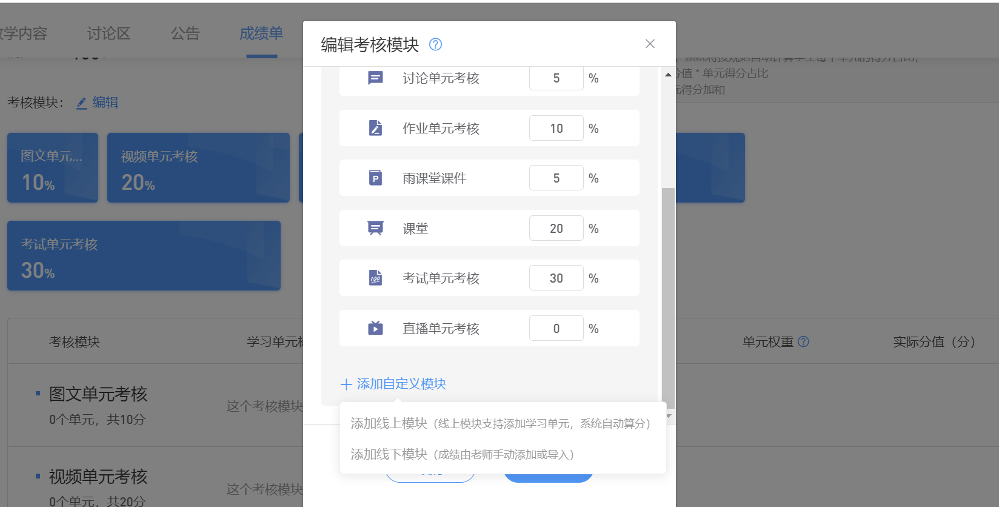 学内容 讨论区 公告 成绩单
编辑考核模块 ?
分值 * 单元得分占比
元得分加和
考核模块： 编辑
讨论单元考核 5 %
作业单元考核 10 %
雨课堂课件 5 %
课堂 20 %
考试单元考核 30 %
直播单元考核 0 %
+ 添加自定义模块
添加线上模块（线上模块支持添加学习单元，系统自动算分）
添加线下模块（成绩由老师手动添加或导入）
图文单元...
10%
视频单元考核
20%
考试单元考核
30%
考核模块 学习单元 单元权重 ? 实际分值（分）
图文单元考核
0个单元，共10分
这个考核模块
视频单元考核
0个单元，共20分
这个考核模块